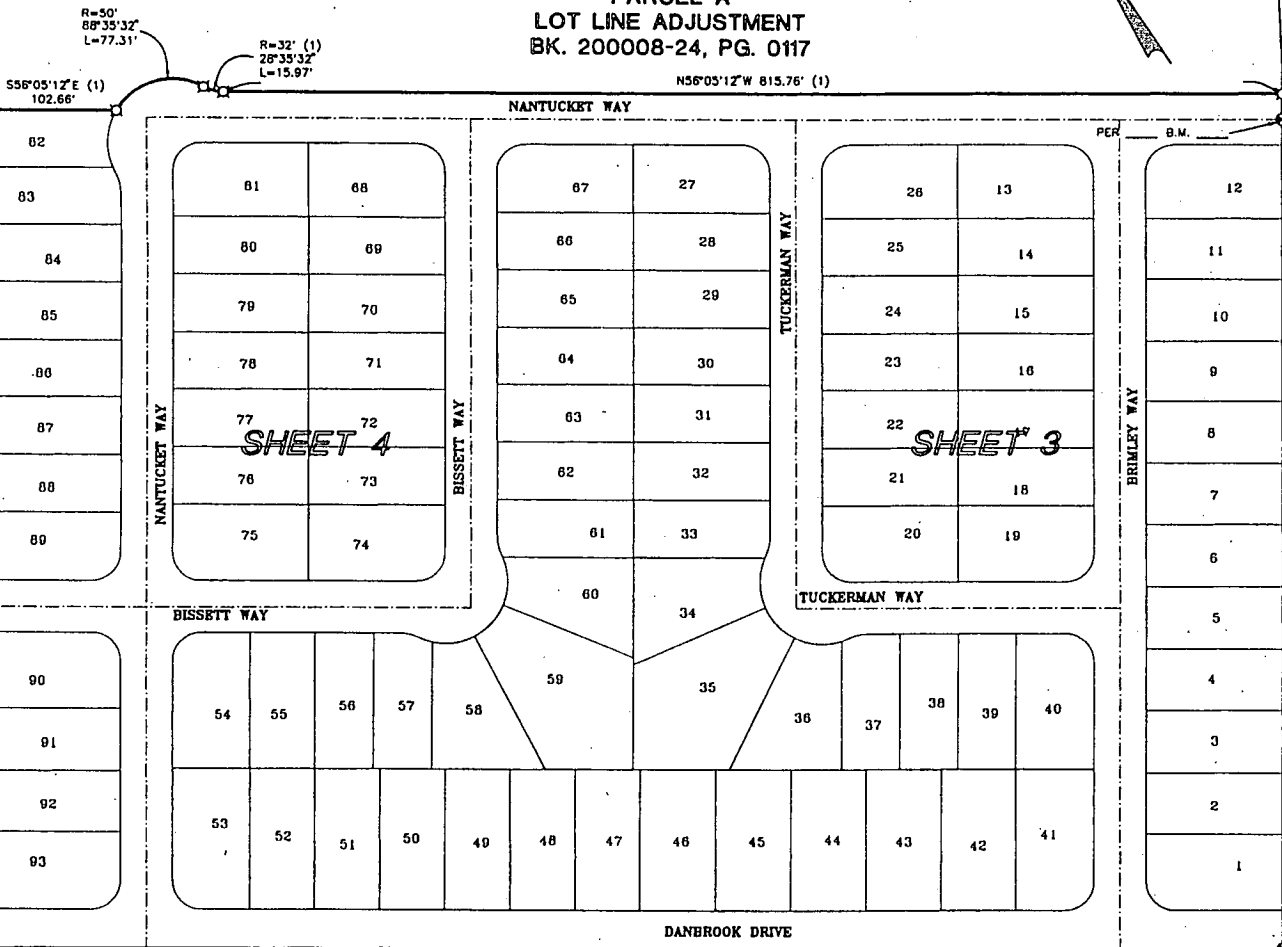 PARCEL A
LOT LINE ADJUSTMENT
BK. 200008-24, PG. 0117
R=50'
88°35'32"
L=77.31'
R=32' (1)
28°35'32"
L=15.97'
S56°05'12"E (1)
102.66'
N56°05'12"W 815.76' (1)
NANTUCKET WAY
PER ____ B.M. ____
82
83
84
85
86
87
88
89
90
91
92
93
NANTUCKET WAY
81 68
80 69
79 70
78 71
77 72
SHEET 4
76 73
75 74
BISSETT WAY
BISSETT WAY
67 27
66 28
65 29
64 30
63 31
62 32
61 33
60 34
59 35
TUCKERMAN WAY
26 13
25 14
24 15
23 16
22 17
SHEET 3
21 18
20 19
TUCKERMAN WAY
BRIMLEY WAY
12
11
10
9
8
7
6
5
4
3
2
1
54 55 56 57 58
36 37 38 39 40
53 52 51 50 49 48 47 46 45 44 43 42 41
DANBROOK DRIVE